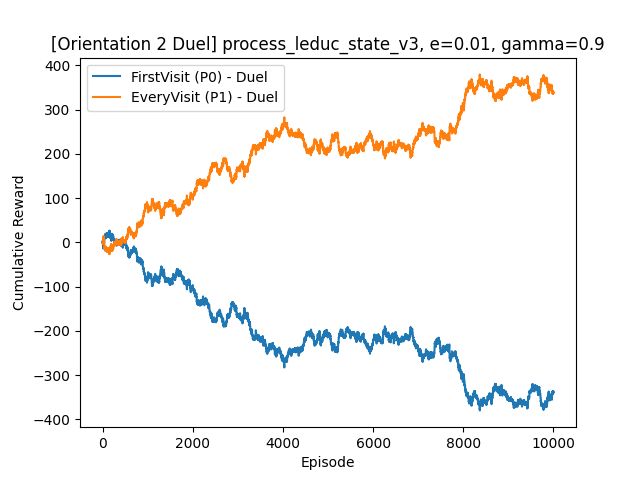 [Orientation 2 Duel] process_leduc_state_v3, e=0.01, gamma=0.9
FirstVisit (P0) - Duel
EveryVisit (P1) - Duel
400
300
200
100
0
−100
−200
−300
−400
Cumulative Reward
0 2000 4000 6000 8000 10000
Episode